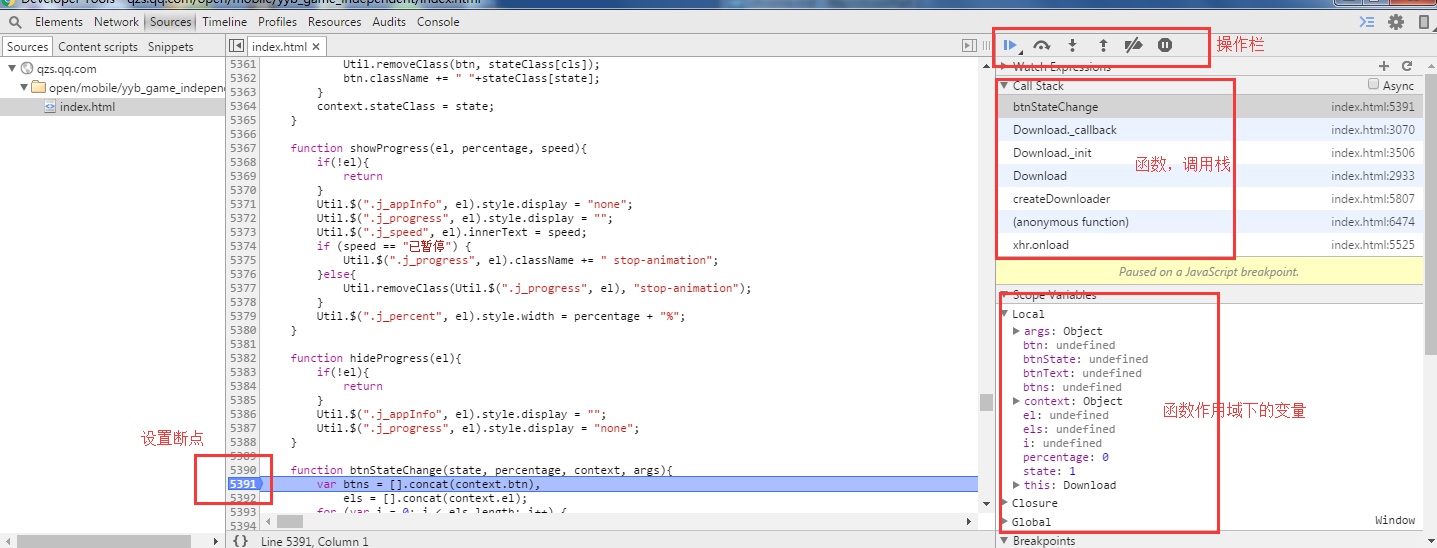 Developer Tools - qzs.qq.com/open/mobile/yyb_game_independent/index.html
Elements Network Sources Timeline Profiles Resources Audits Console
Sources Content scripts Snippets
index.html ×
操作栏
qzs.qq.com
open/mobile/yyb_game_independ
index.html
5361 Util.removeClass(btn, stateClass[cls]);
5362 btn.className += " "+stateClass[state];
5363 }
5364 context.stateClass = state;
5365 }
5366
5367 function showProgress(el, percentage, speed){
5368 if(!el){
5369 return
5370 }
5371 Util.$(".j_appInfo", el).style.display = "none";
5372 Util.$(".j_progress", el).style.display = "";
5373 Util.$(".j_speed", el).innerText = speed;
5374 if (speed == "已暂停") {
5375 Util.$(".j_progress", el).className += " stop-animation";
5376 }else{
5377 Util.removeClass(Util.$(".j_progress", el), "stop-animation");
5378 }
5379 Util.$(".j_percent", el).style.width = percentage + "%";
5380 }
5381
5382 function hideProgress(el){
5383 if(!el){
5384 return
5385 }
5386 Util.$(".j_appInfo", el).style.display = "";
5387 Util.$(".j_progress", el).style.display = "none";
5388 }
5389
5390 function btnStateChange(state, percentage, context, args){
5391 var btns = [].concat(context.btn),
5392 els = [].concat(context.el);
5393 for (var i = 0; i < els.length; i++) {
5394
设置断点
{} Line 5391, Column 1
Watch Expressions
Call Stack Async
btnStateChange index.html:5391
Download._callback index.html:3070
Download._init index.html:3506
Download index.html:2933
createDownloader index.html:5807
(anonymous function) index.html:6474
xhr.onload index.html:5525
函数，调用栈
Paused on a JavaScript breakpoint.
Scope Variables
Local
args: Object
btn: undefined
btnState: undefined
btnText: undefined
btns: undefined
context: Object
el: undefined
els: undefined
i: undefined
percentage: 0
state: 1
this: Download
函数作用域下的变量
Closure
Global Window
Breakpoints